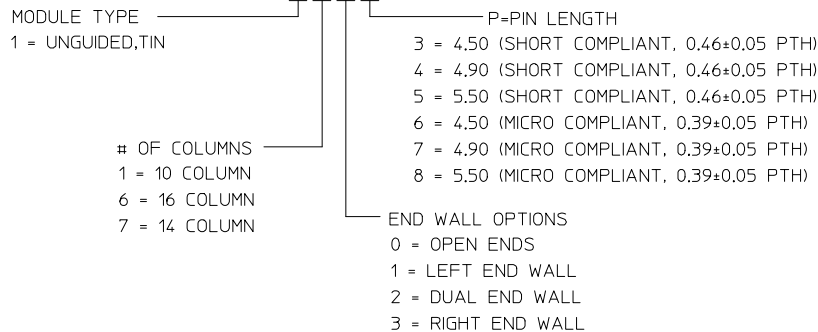 MODULE TYPE
1 = UNGUIDED,TIN
P=PIN LENGTH
3 = 4.50 (SHORT COMPLIANT, 0.46±0.05 PTH)
4 = 4.90 (SHORT COMPLIANT, 0.46±0.05 PTH)
5 = 5.50 (SHORT COMPLIANT, 0.46±0.05 PTH)
6 = 4.50 (MICRO COMPLIANT, 0.39±0.05 PTH)
7 = 4.90 (MICRO COMPLIANT, 0.39±0.05 PTH)
8 = 5.50 (MICRO COMPLIANT, 0.39±0.05 PTH)
# OF COLUMNS
1 = 10 COLUMN
6 = 16 COLUMN
7 = 14 COLUMN
END WALL OPTIONS
0 = OPEN ENDS
1 = LEFT END WALL
2 = DUAL END WALL
3 = RIGHT END WALL